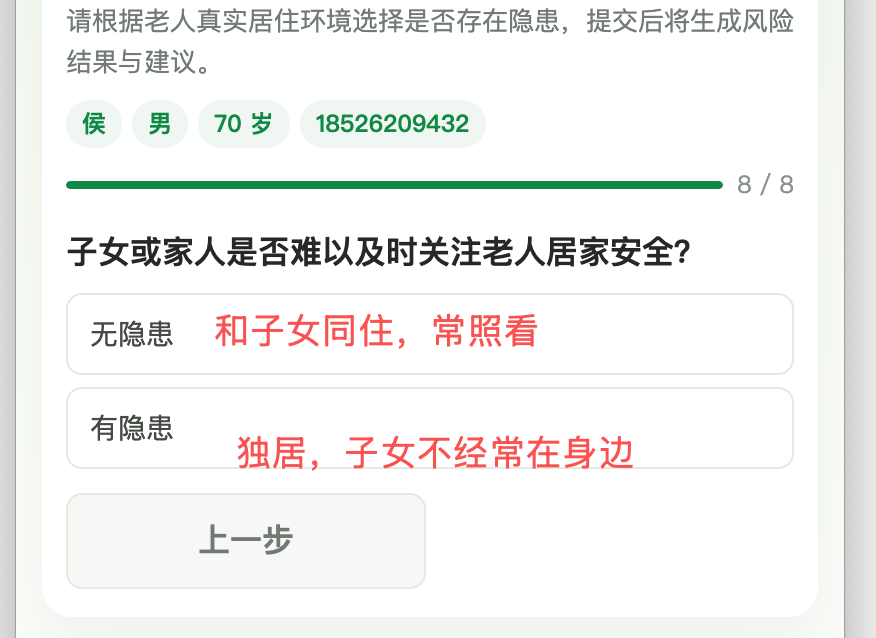 请根据老人真实居住环境选择是否存在隐患，提交后将生成风险
结果与建议。
侯 男 70 岁 18526209432
8 / 8
子女或家人是否难以及时关注老人居家安全？
无隐患 和子女同住，常照看
有隐患
独居，子女不经常在身边
上一步